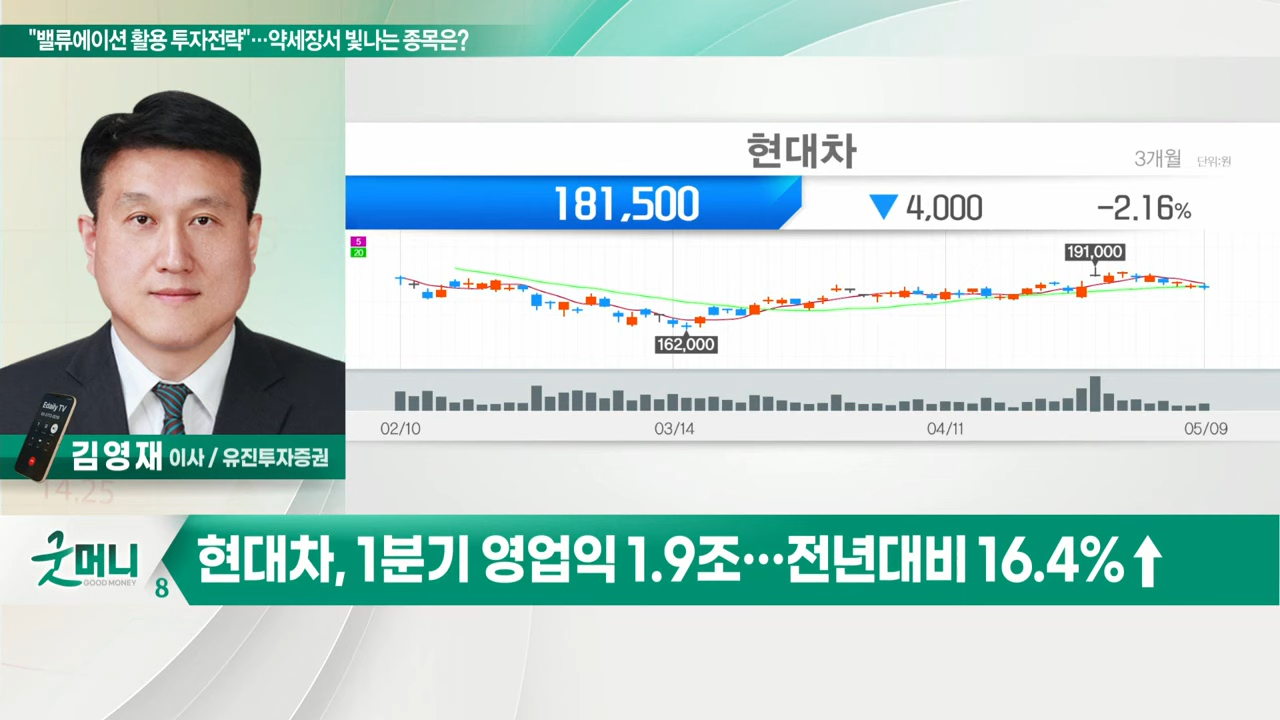 "밸류에이션 활용 투자전략"…약세장서 빛나는 종목은?
현대차
3개월 단위:원
181,500 ▼ 4,000 -2.16%
5
20
191,000
162,000
02/10 03/14 04/11 05/09
Edaily TV
김영재 이사 / 유진투자증권
14.25
굿머니
GOOD MONEY
8
현대차, 1분기 영업익 1.9조…전년대비 16.4%↑